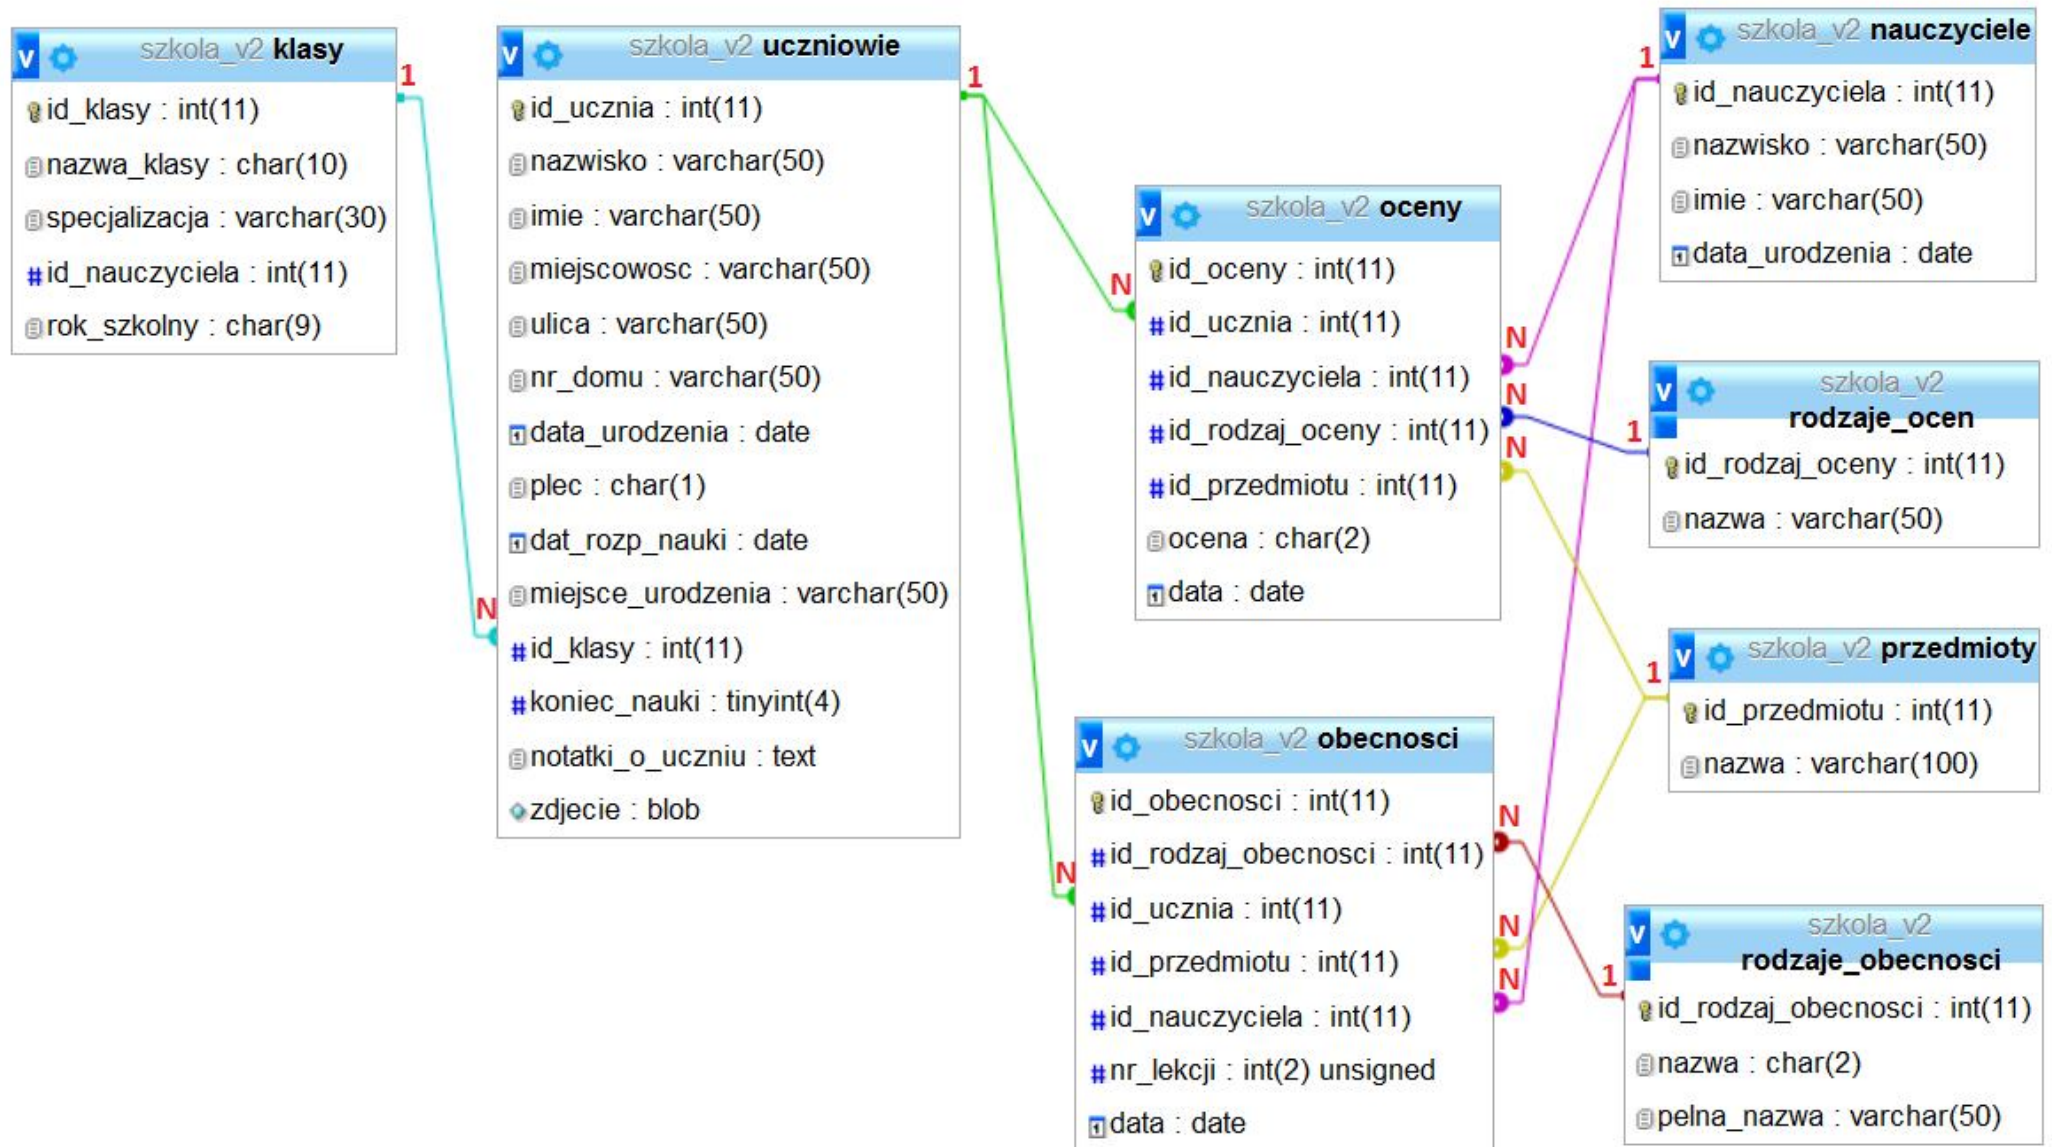 szkola_v2 klasy
id_klasy : int(11)
nazwa_klasy : char(10)
specjalizacja : varchar(30)
#id_nauczyciela : int(11)
rok_szkolny : char(9)
1
N
szkola_v2 uczniowie
id_ucznia : int(11)
nazwisko : varchar(50)
imie : varchar(50)
miejscowosc : varchar(50)
ulica : varchar(50)
nr_domu : varchar(50)
data_urodzenia : date
plec : char(1)
dat_rozp_nauki : date
miejsce_urodzenia : varchar(50)
#id_klasy : int(11)
#koniec_nauki : tinyint(4)
notatki_o_uczniu : text
zdjecie : blob
1
N
N
szkola_v2 oceny
id_oceny : int(11)
#id_ucznia : int(11)
#id_nauczyciela : int(11)
#id_rodzaj_oceny : int(11)
#id_przedmiotu : int(11)
ocena : char(2)
data : date
N
N
N
szkola_v2 obecnosci
id_obecnosci : int(11)
#id_rodzaj_obecnosci : int(11)
#id_ucznia : int(11)
#id_przedmiotu : int(11)
#id_nauczyciela : int(11)
#nr_lekcji : int(2) unsigned
data : date
N
N
N
1
szkola_v2 nauczyciele
id_nauczyciela : int(11)
nazwisko : varchar(50)
imie : varchar(50)
data_urodzenia : date
1
szkola_v2
rodzaje_ocen
id_rodzaj_oceny : int(11)
nazwa : varchar(50)
1
szkola_v2 przedmioty
id_przedmiotu : int(11)
nazwa : varchar(100)
1
szkola_v2
rodzaje_obecnosci
id_rodzaj_obecnosci : int(11)
nazwa : char(2)
pelna_nazwa : varchar(50)